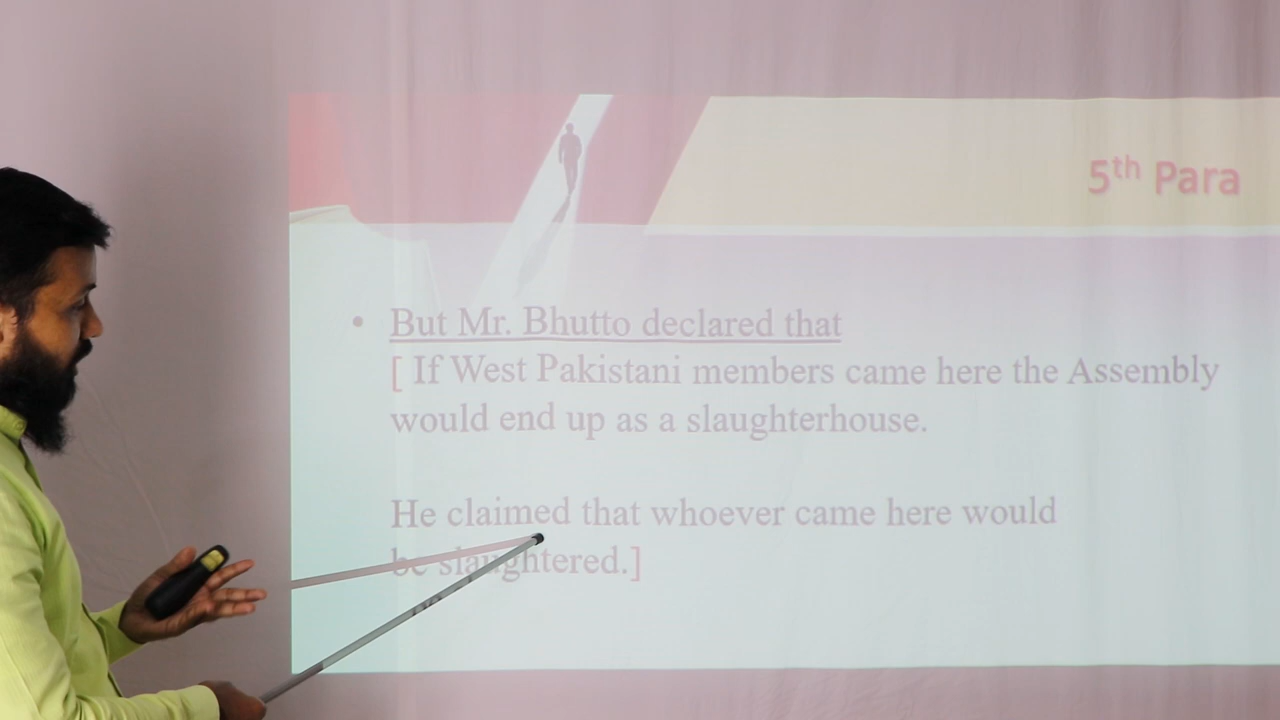 5th Para
• But Mr. Bhutto declared that
[ If West Pakistani members came here the Assembly
would end up as a slaughterhouse.
He claimed that whoever came here would
be slaughtered.]